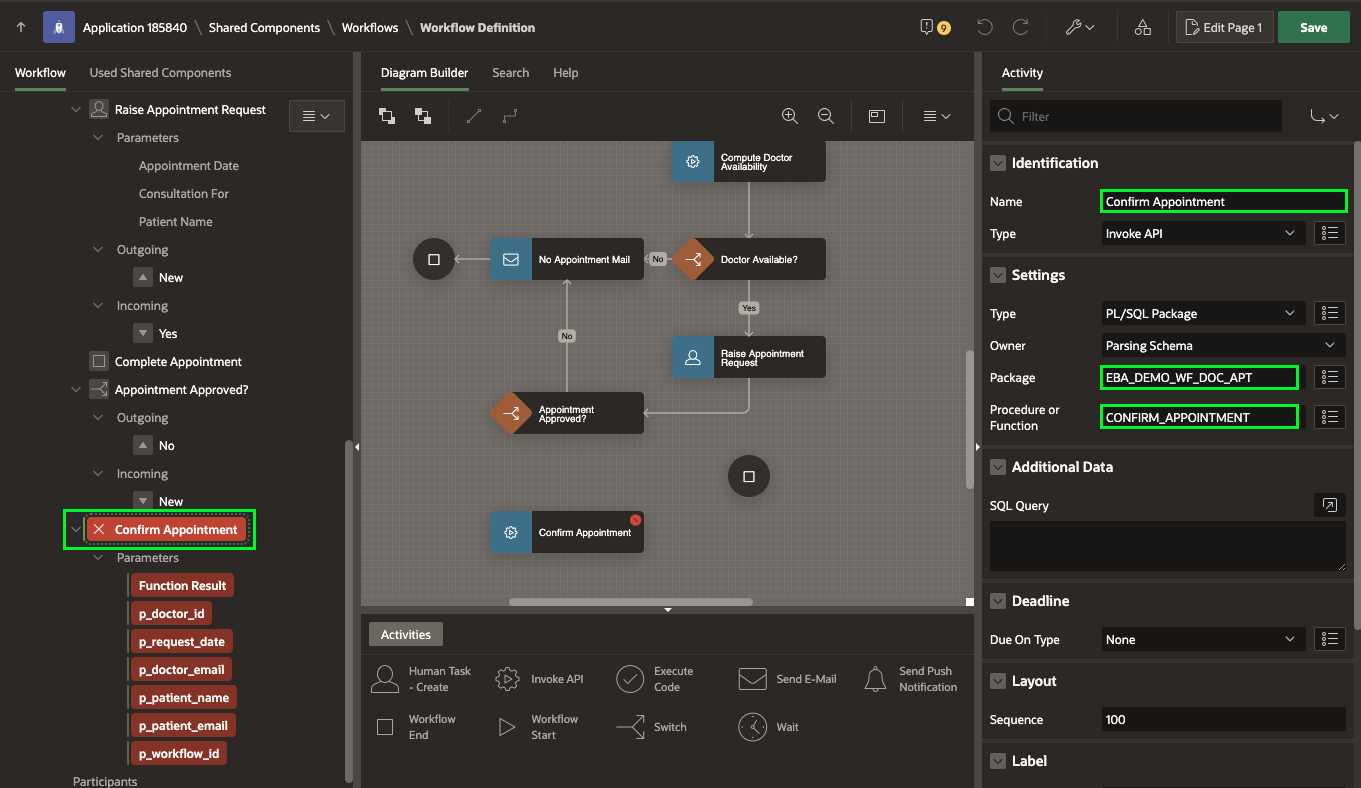 Application 185840 \ Shared Components \ Workflows \ Workflow Definition
9
Edit Page 1
Save
Workflow
Used Shared Components
Raise Appointment Request
Parameters
Appointment Date
Consultation For
Patient Name
Outgoing
New
Incoming
Yes
Complete Appointment
Appointment Approved?
Outgoing
No
Incoming
New
Confirm Appointment
Parameters
Function Result
p_doctor_id
p_request_date
p_doctor_email
p_patient_name
p_patient_email
p_workflow_id
Participants
Diagram Builder
Search
Help
Compute Doctor
Availability
No Appointment Mail
No
Doctor Available?
Yes
No
Raise Appointment
Request
Appointment
Approved?
Confirm Appointment
Activities
Human Task
- Create
Invoke API
Execute
Code
Send E-Mail
Send Push
Notification
Workflow
End
Workflow
Start
Switch
Wait
Activity
Filter
Identification
Name
Confirm Appointment
Type
Invoke API
Settings
Type
PL/SQL Package
Owner
Parsing Schema
Package
EBA_DEMO_WF_DOC_APT
Procedure or
Function
CONFIRM_APPOINTMENT
Additional Data
SQL Query
Deadline
Due On Type
None
Layout
Sequence
100
Label